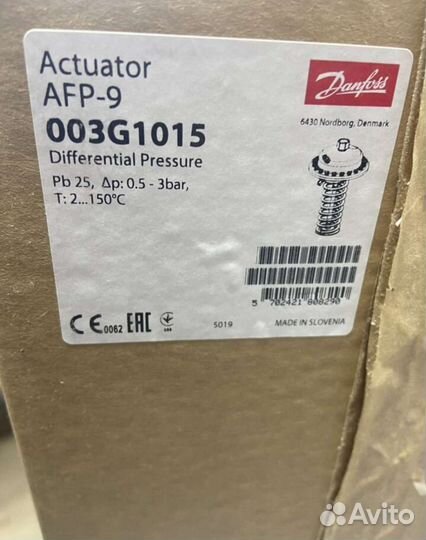 Actuator
AFP-9
003G1015
Differential Pressure
Pb 25, Δp: 0.5 - 3bar,
T: 2...150°C
Danfoss
6430 Nordborg, Denmark
5 702421 808290
CE 0062 EAC
5019
MADE IN SLOVENIA
Avito